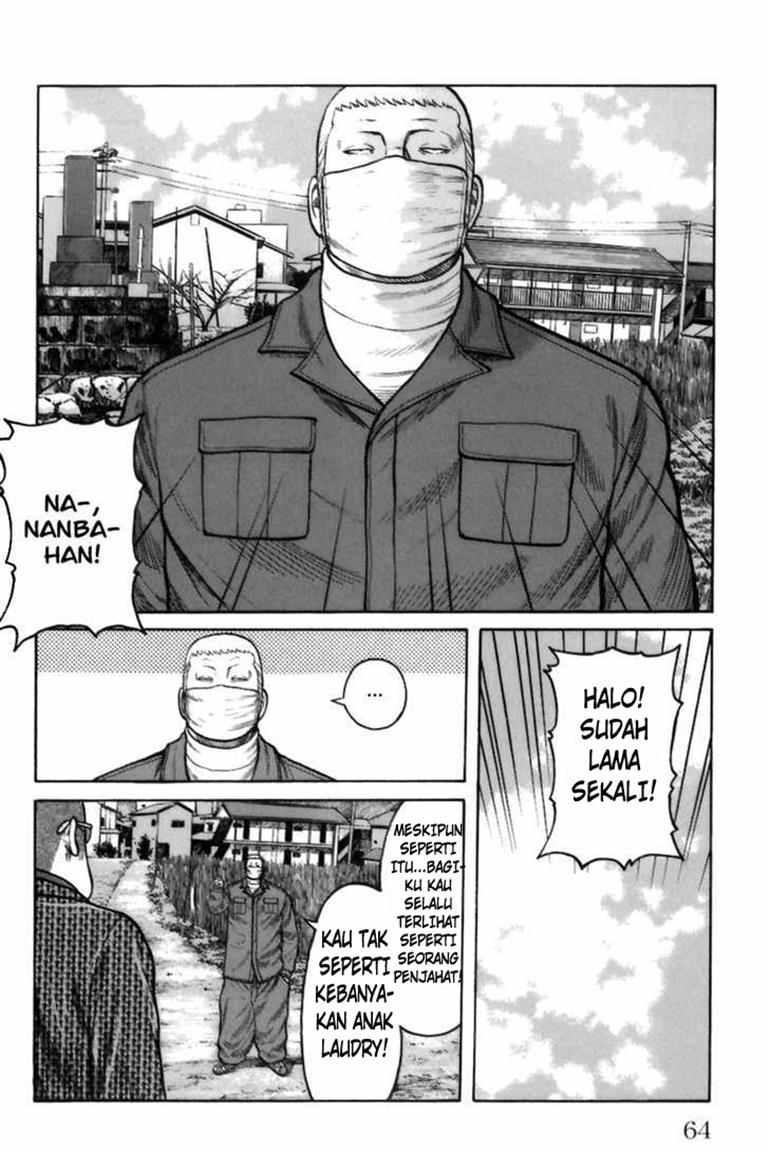 NA-,
NANBA-
HAN!
HALO!
SUDAH
LAMA
SEKALI!
...
MESKIPUN
SEPERTI
ITU...BAGI-
KU KAU
SELALU
TERLIHAT
SEPERTI
SEORANG
PENJAHAT!
KAU TAK
SEPERTI
KEBANYA-
KAN ANAK
LAUDRY!
64